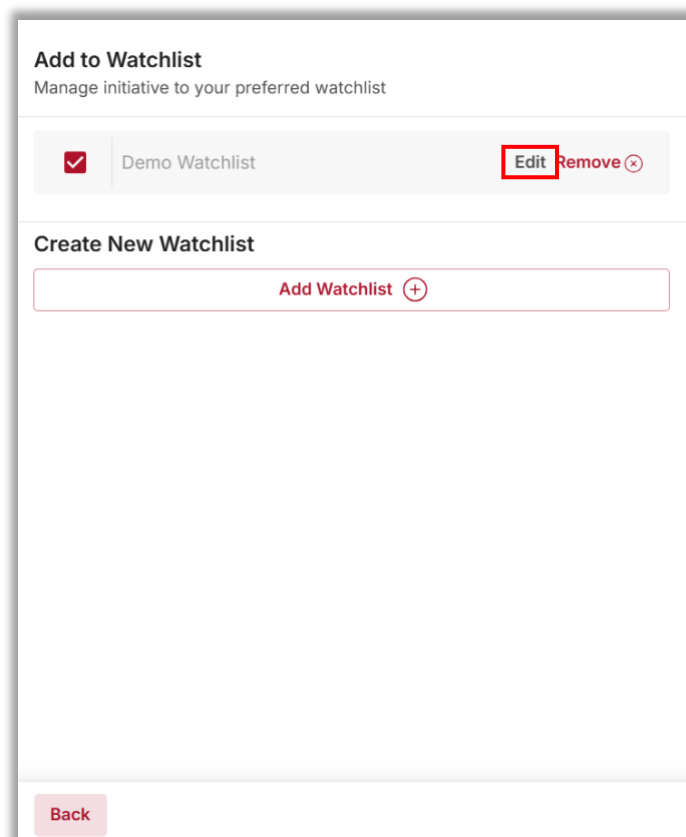 Add to Watchlist
Manage initiative to your preferred watchlist
Demo Watchlist Edit Remove
Create New Watchlist
Add Watchlist
Back